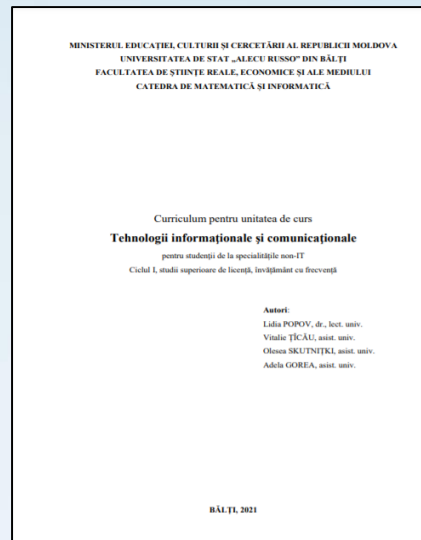 MINISTERUL EDUCAȚIEI, CULTURII ȘI CERCETĂRII AL REPUBLICII MOLDOVA
UNIVERSITATEA DE STAT „ALECU RUSSO” DIN BĂLȚI
FACULTATEA DE ȘTIINȚE REALE, ECONOMICE ȘI ALE MEDIULUI
CATEDRA DE MATEMATICĂ ȘI INFORMATICĂ
Curriculum pentru unitatea de curs
Tehnologii informaționale și comunicaționale
pentru studenții de la specialitățile non-IT
Ciclul I, studii superioare de licență, învățământ cu frecvență
Autori:
Lidia POPOV, dr., lect. univ.
Vitalie ȚÎCĂU, asist. univ.
Olesea SKUTNIȚKI, asist. univ.
Adela GOREA, asist. univ.
BĂLȚI, 2021